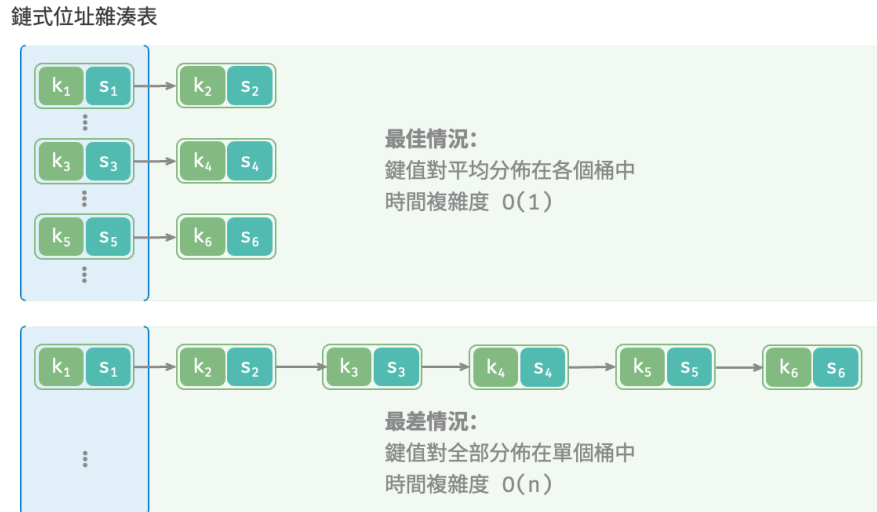 鏈式位址雜湊表
k₁ s₁ k₂ s₂
k₃ s₃ k₄ s₄
最佳情況：
鍵值對平均分佈在各個桶中
時間複雜度 O(1)
k₅ s₅ k₆ s₆
k₁ s₁ k₂ s₂ k₃ s₃ k₄ s₄ k₅ s₅ k₆ s₆
最差情況：
鍵值對全部分佈在單個桶中
時間複雜度 O(n)